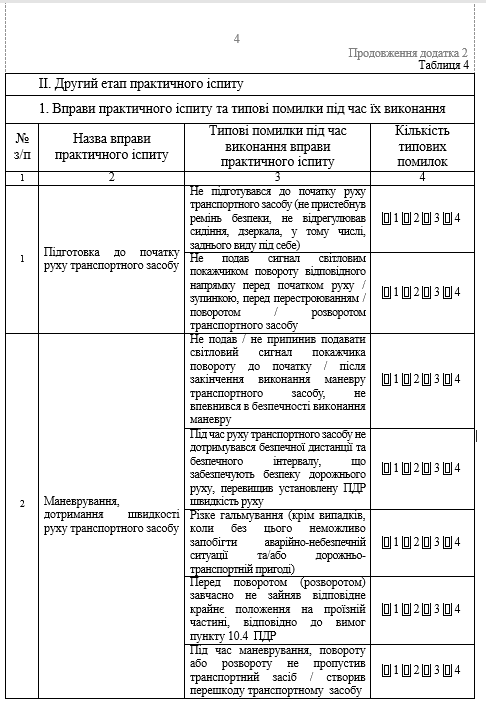 4
Продовження додатка 2
Таблиця 4
ІІ. Другий етап практичного іспиту
1. Вправи практичного іспиту та типові помилки під час їх виконання
№
з/п
Назва вправи
практичного іспиту
Типові помилки під час
виконання вправи
практичного іспиту
Кількість
типових
помилок
1
2
3
4
1
Підготовка до початку
руху транспортного засобу
Не підготувався до початку руху
транспортного засобу (не пристебнув
ремінь безпеки, не відрегулював
сидіння, дзеркала, у тому числі,
заднього виду під себе)
1 2 3 4
Не подав сигнал світловим
покажчиком повороту відповідного
напрямку перед початком руху /
зупинкою, перед перестроюванням /
поворотом / розворотом
транспортного засобу
1 2 3 4
2
Маневрування,
дотримання швидкості
руху транспортного засобу
Не подав / не припинив подавати
світловий сигнал покажчика
повороту до початку / після
закінчення виконання маневру
транспортного засобу, не
впевнився в безпечності виконання
маневру
1 2 3 4
Під час руху транспортного засобу не
дотримувався безпечної дистанції та
безпечного інтервалу, що
забезпечують безпеку дорожнього
руху, перевищив установлену ПДР
швидкість руху
1 2 3 4
Різке гальмування (крім випадків,
коли без цього неможливо
запобігти аварійно-небезпечній
ситуації та/або дорожньо-
транспортній пригоді)
1 2 3 4
Перед поворотом (розворотом)
завчасно не зайняв відповідне
крайнє положення на проїзній
частині, відповідно до вимог
пункту 10.4 ПДР
1 2 3 4
Під час маневрування, повороту
або розвороту не пропустив
транспортний засіб / створив
перешкоду транспортному засобу
1 2 3 4